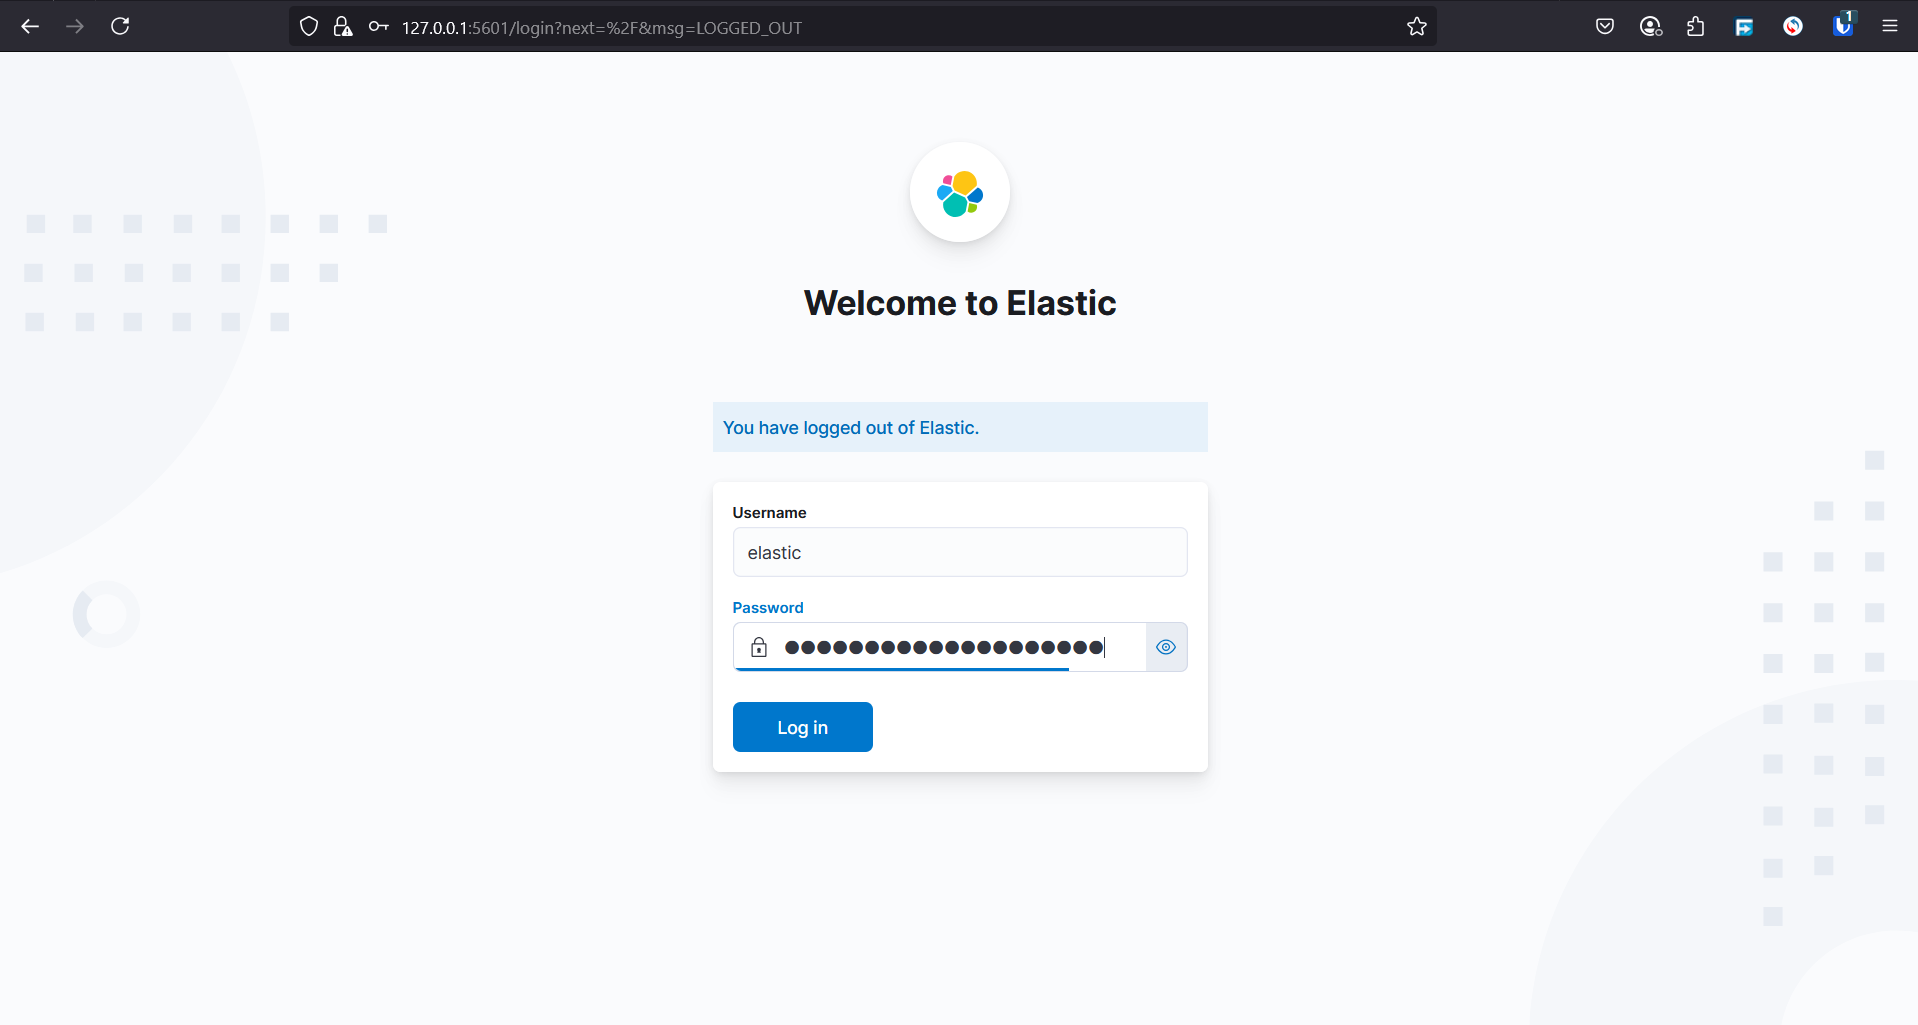 127.0.0.1:5601/login?next=%2F&msg=LOGGED_OUT
1
Welcome to Elastic
You have logged out of Elastic.
Username
elastic
Password
●●●●●●●●●●●●●●●●●●●●
Log in